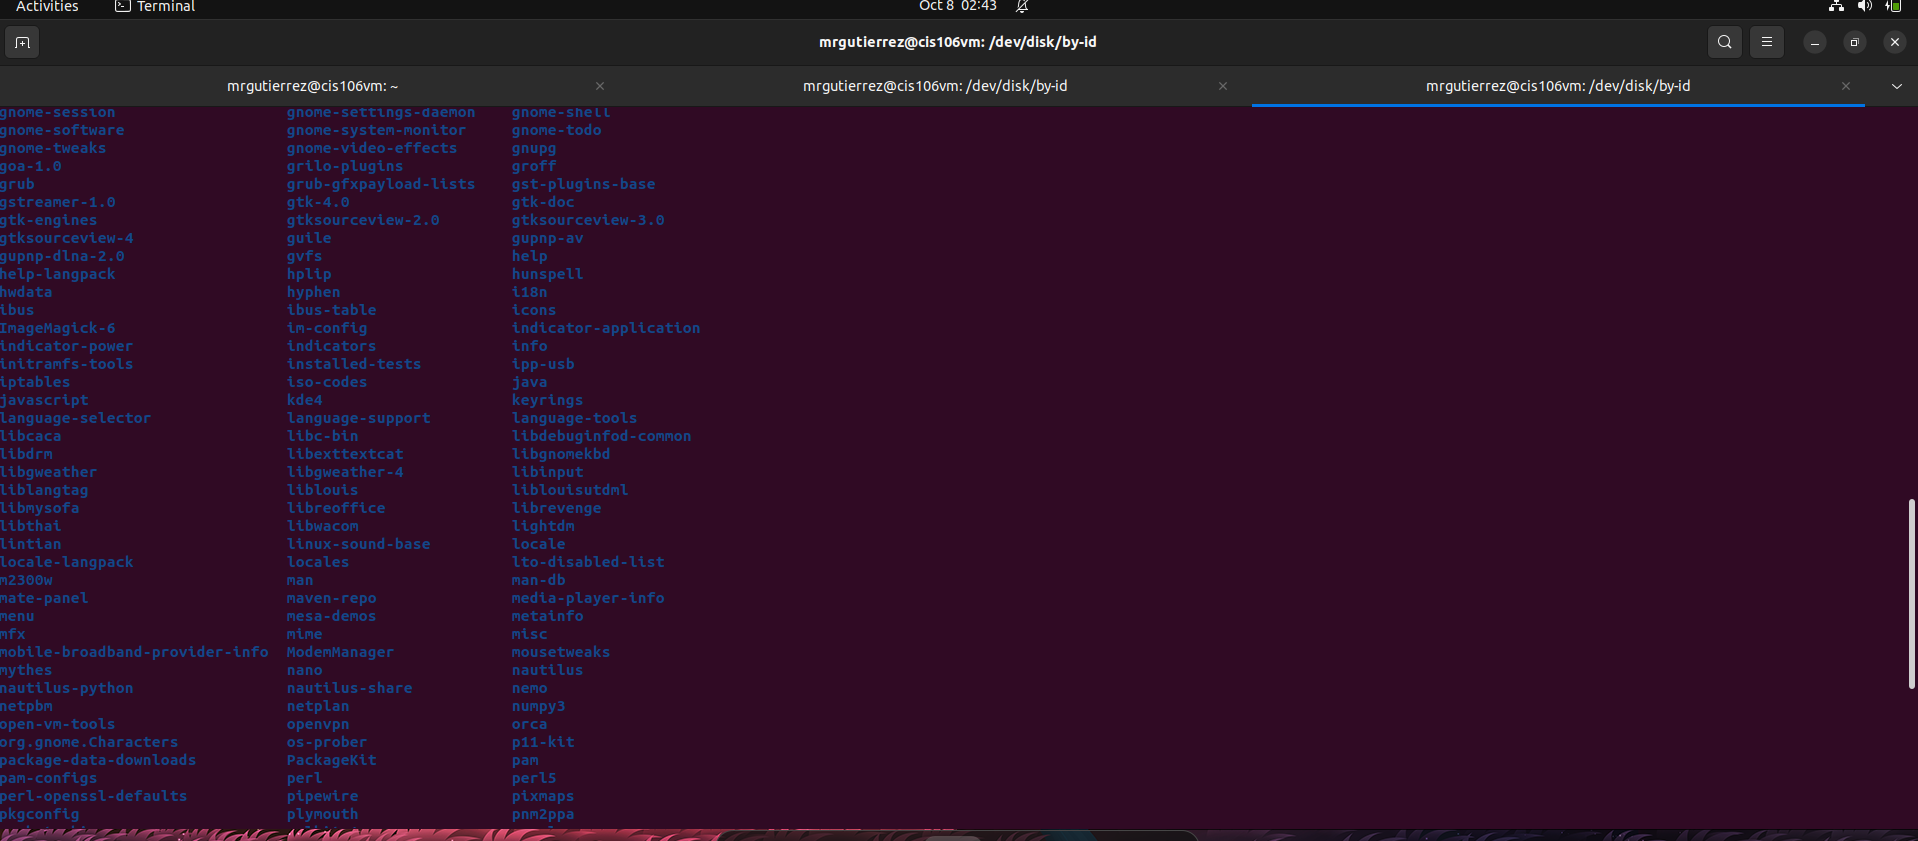 Activities Terminal Oct 8 02:43
mrgutierrez@cis106vm: /dev/disk/by-id
mrgutierrez@cis106vm: ~ mrgutierrez@cis106vm: /dev/disk/by-id mrgutierrez@cis106vm: /dev/disk/by-id
gnome-session gnome-settings-daemon gnome-shell
gnome-software gnome-system-monitor gnome-todo
gnome-tweaks gnome-video-effects gnupg
goa-1.0 grilo-plugins groff
grub grub-gfxpayload-lists gst-plugins-base
gstreamer-1.0 gtk-4.0 gtk-doc
gtk-engines gtksourceview-2.0 gtksourceview-3.0
gtksourceview-4 guile gupnp-av
gupnp-dlna-2.0 gvfs help
help-langpack hplip hunspell
hwdata hyphen i18n
ibus ibus-table icons
ImageMagick-6 im-config indicator-application
indicator-power indicators info
initramfs-tools installed-tests ipp-usb
iptables iso-codes java
javascript kde4 keyrings
language-selector language-support language-tools
libcaca libc-bin libdebuginfod-common
libdrm libexttextcat libgnomekbd
libgweather libgweather-4 libinput
liblangtag liblouis liblouisutdml
libmysofa libreoffice librevenge
libthai libwacom lightdm
lintian linux-sound-base locale
locale-langpack locales lto-disabled-list
m2300w man man-db
mate-panel maven-repo media-player-info
menu mesa-demos metainfo
mfx mime misc
mobile-broadband-provider-info ModemManager mousetweaks
mythes nano nautilus
nautilus-python nautilus-share nemo
netpbm netplan numpy3
open-vm-tools openvpn orca
org.gnome.Characters os-prober p11-kit
package-data-downloads PackageKit pam
pam-configs perl perl5
perl-openssl-defaults pipewire pixmaps
pkgconfig plymouth pnm2ppa